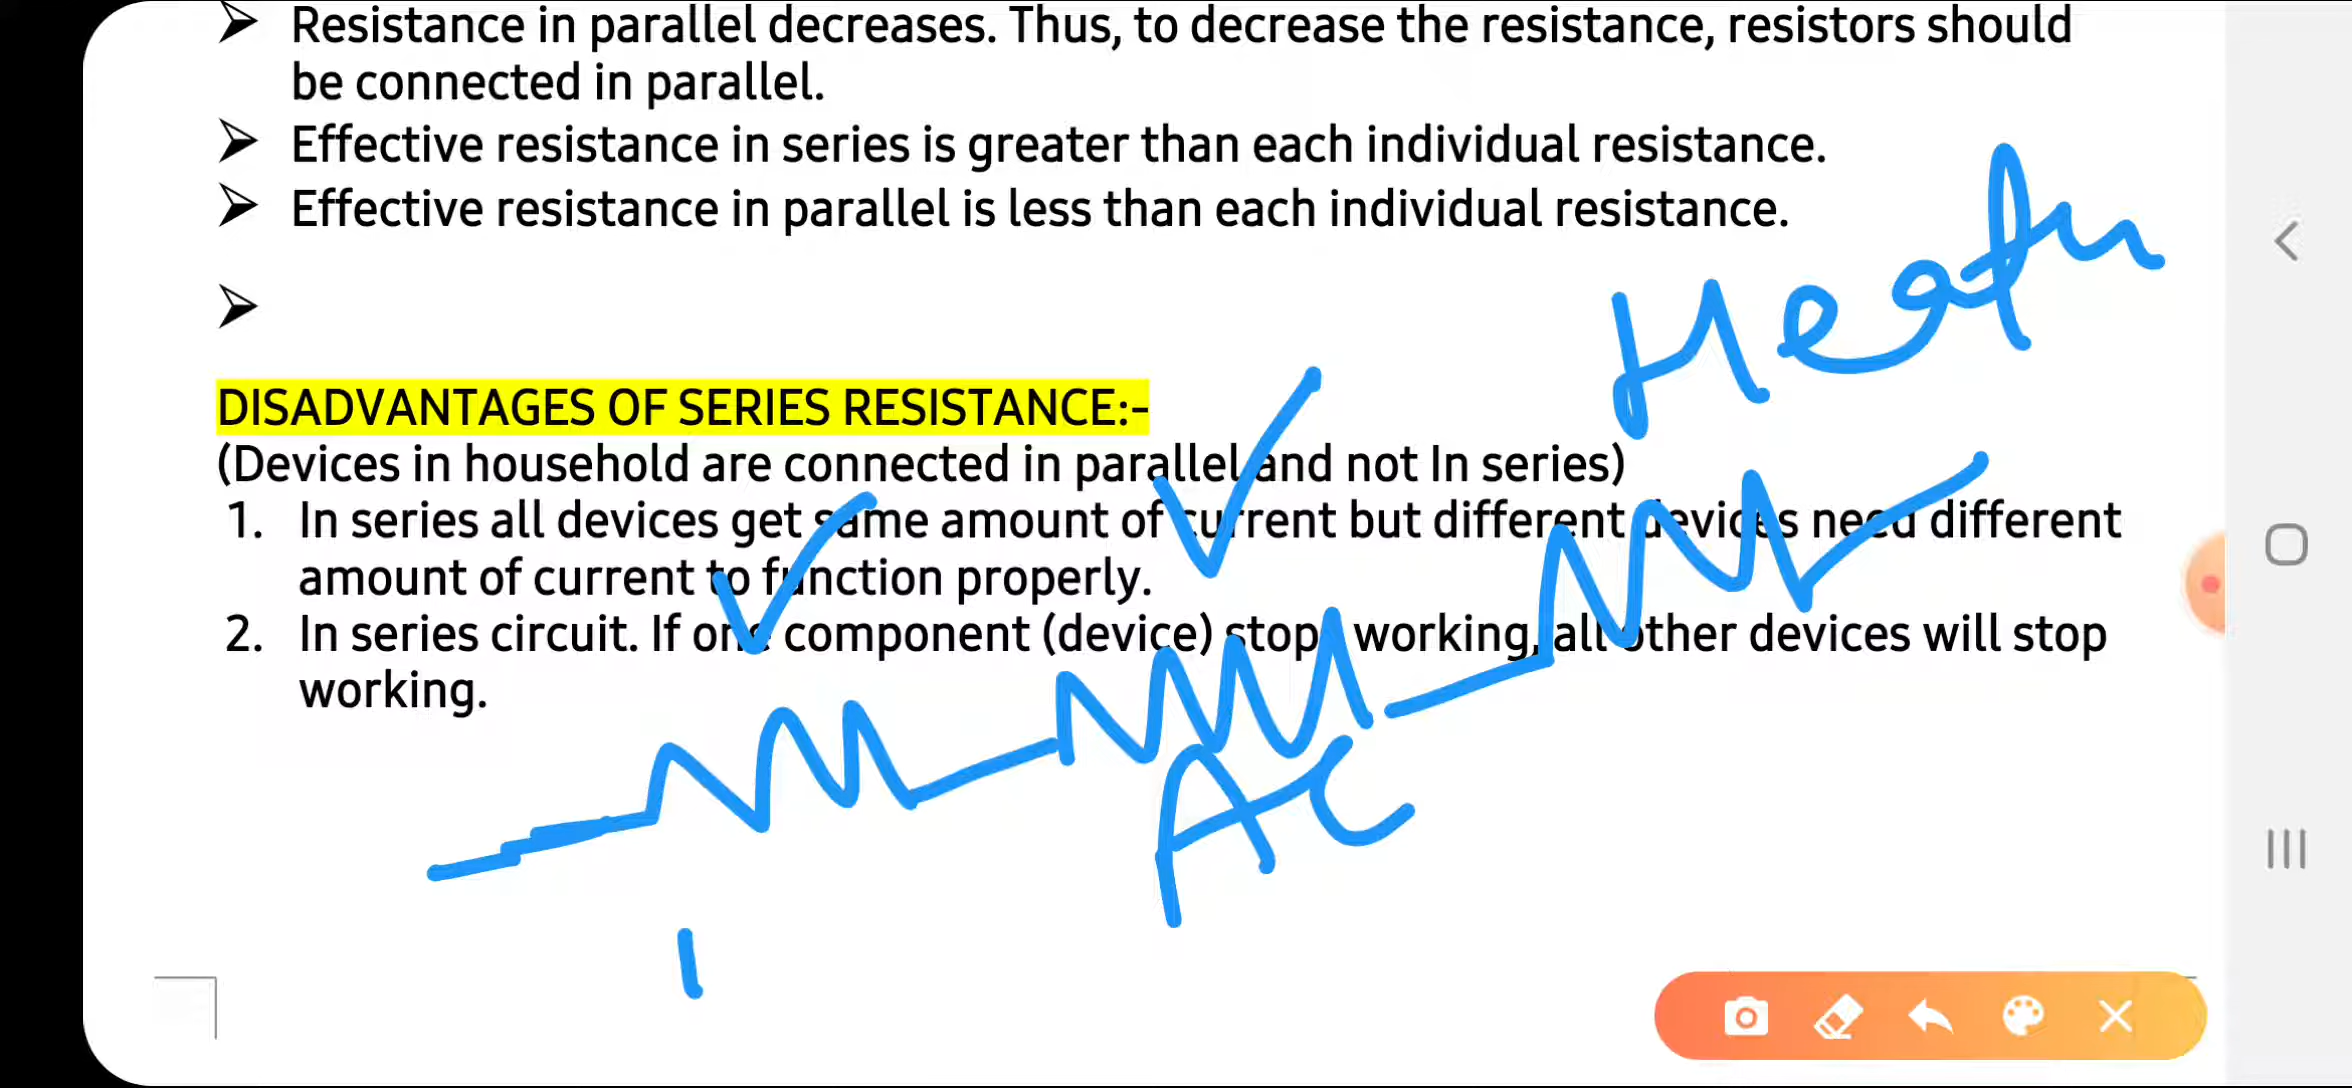 Resistance in parallel decreases. Thus, to decrease the resistance, resistors should
be connected in parallel.
Effective resistance in series is greater than each individual resistance.
Effective resistance in parallel is less than each individual resistance.
DISADVANTAGES OF SERIES RESISTANCE:-
(Devices in household are connected in parallel and not In series)
1. In series all devices get same amount of current but different devices need different
amount of current to function properly.
2. In series circuit. If one component (device) stop working, all other devices will stop
working.
AC